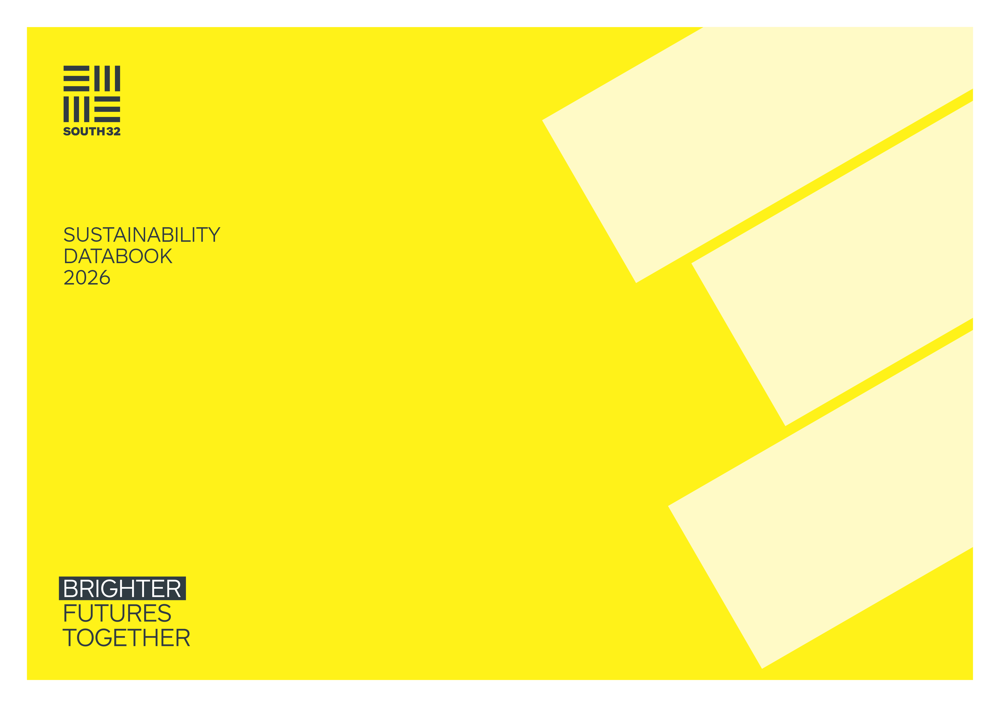 SOUTH32
SUSTAINABILITY
DATABOOK
2026
BRIGHTER
FUTURES
TOGETHER